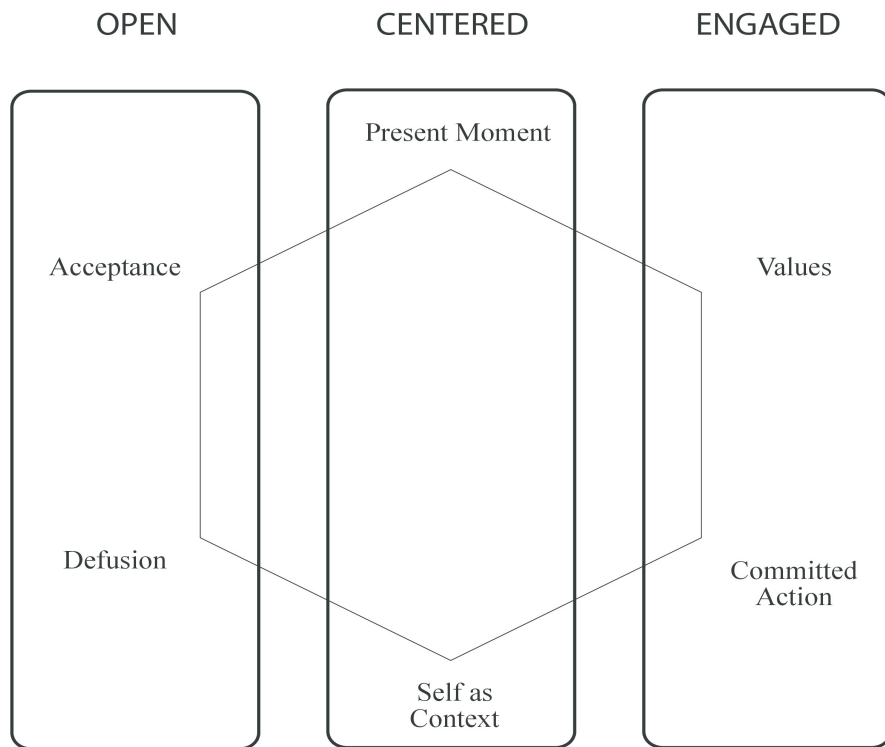 OPEN
CENTERED
ENGAGED
Present Moment
Acceptance
Values
Defusion
Committed
Action
Self as
Context